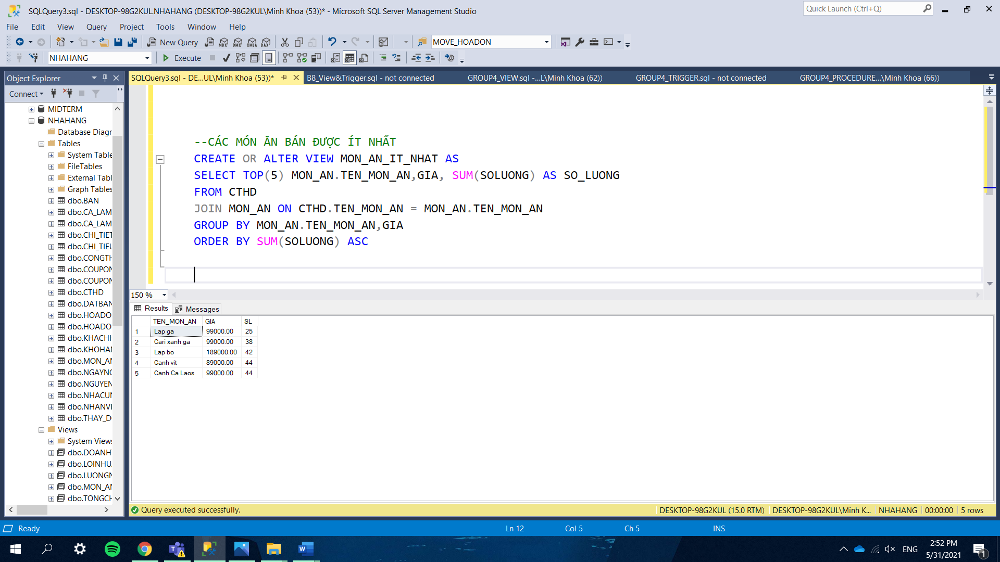 SQLQuery3.sql - DESKTOP-98G2KUL.NHAHANG (DESKTOP-98G2KUL\Minh Khoa (53))* - Microsoft SQL Server Management Studio
Quick Launch (Ctrl+Q)
File Edit View Query Project Tools Window Help
New Query MDX DMX XMLA DAX MOVE_HOADON
NHAHANG Execute
Object Explorer
SQLQuery3.sql - DE...UL\Minh Khoa (53))* B8_View&Trigger.sql - not connected GROUP4_VIEW.sql -...L\Minh Khoa (62)) GROUP4_TRIGGER.sql - not connected GROUP4_PROCEDURE...\Minh Khoa (66))
Connect
MIDTERM
NHAHANG
Database Diagr
Tables
System Table
FileTables
External Tabl
Graph Tables
dbo.BAN
dbo.CA_LAM
dbo.CA_LAM
dbo.CHI_TIET
dbo.CHI_TIEU
dbo.CONGTH
dbo.COUPON
dbo.COUPON
dbo.CTHD
dbo.DATBAN
dbo.HOADO
dbo.HOADO
dbo.KHACHH
dbo.KHOHAN
dbo.MON_AN
dbo.NGAYNG
dbo.NGUYEN
dbo.NHACUN
dbo.NHANVI
dbo.THAY_D
Views
System Views
dbo.DOANH
dbo.LOINHU
dbo.LUONGN
dbo.MON_AN
dbo.TONGCH
--CÁC MÓN ĂN BÁN ĐƯỢC ÍT NHẤT
CREATE OR ALTER VIEW MON_AN_IT_NHAT AS
SELECT TOP(5) MON_AN.TEN_MON_AN,GIA, SUM(SOLUONG) AS SO_LUONG
FROM CTHD
JOIN MON_AN ON CTHD.TEN_MON_AN = MON_AN.TEN_MON_AN
GROUP BY MON_AN.TEN_MON_AN,GIA
ORDER BY SUM(SOLUONG) ASC
150 %
Results Messages
TEN_MON_AN GIA SL
1 Lap ga 99000.00 25
2 Cari xanh ga 99000.00 38
3 Lap bo 189000.00 42
4 Canh vit 89000.00 44
5 Canh Ca Laos 99000.00 44
Query executed successfully. DESKTOP-98G2KUL (15.0 RTM) DESKTOP-98G2KUL\Minh K... NHAHANG 00:00:00 5 rows
Ready Ln 12 Col 5 Ch 5 INS
ENG
2:52 PM
5/31/2021
1